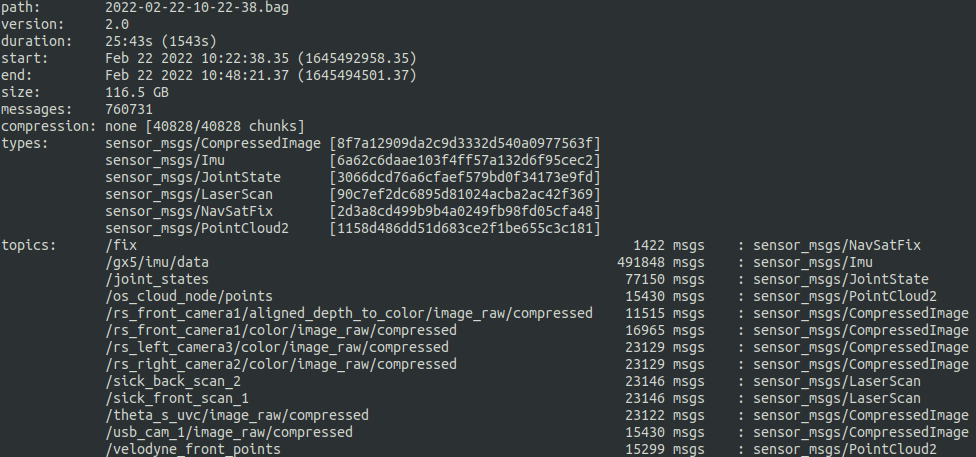 path: 2022-02-22-10-22-38.bag
version: 2.0
duration: 25:43s (1543s)
start: Feb 22 2022 10:22:38.35 (1645492958.35)
end: Feb 22 2022 10:48:21.37 (1645494501.37)
size: 116.5 GB
messages: 760731
compression: none [40828/40828 chunks]
types: sensor_msgs/CompressedImage [8f7a12909da2c9d3332d540a0977563f]
sensor_msgs/Imu [6a62c6daae103f4ff57a132d6f95cec2]
sensor_msgs/JointState [3066dcd76a6cfaef579bd0f34173e9fd]
sensor_msgs/LaserScan [90c7ef2dc6895d81024acba2ac42f369]
sensor_msgs/NavSatFix [2d3a8cd499b9b4a0249fb98fd05cfa48]
sensor_msgs/PointCloud2 [1158d486dd51d683ce2f1be655c3c181]
topics: /fix 1422 msgs : sensor_msgs/NavSatFix
/gx5/imu/data 491848 msgs : sensor_msgs/Imu
/joint_states 77150 msgs : sensor_msgs/JointState
/os_cloud_node/points 15430 msgs : sensor_msgs/PointCloud2
/rs_front_camera1/aligned_depth_to_color/image_raw/compressed 11515 msgs : sensor_msgs/CompressedImage
/rs_front_camera1/color/image_raw/compressed 16965 msgs : sensor_msgs/CompressedImage
/rs_left_camera3/color/image_raw/compressed 23129 msgs : sensor_msgs/CompressedImage
/rs_right_camera2/color/image_raw/compressed 23129 msgs : sensor_msgs/CompressedImage
/sick_back_scan_2 23146 msgs : sensor_msgs/LaserScan
/sick_front_scan_1 23146 msgs : sensor_msgs/LaserScan
/theta_s_uvc/image_raw/compressed 23122 msgs : sensor_msgs/CompressedImage
/usb_cam_1/image_raw/compressed 15430 msgs : sensor_msgs/CompressedImage
/velodyne_front_points 15299 msgs : sensor_msgs/PointCloud2